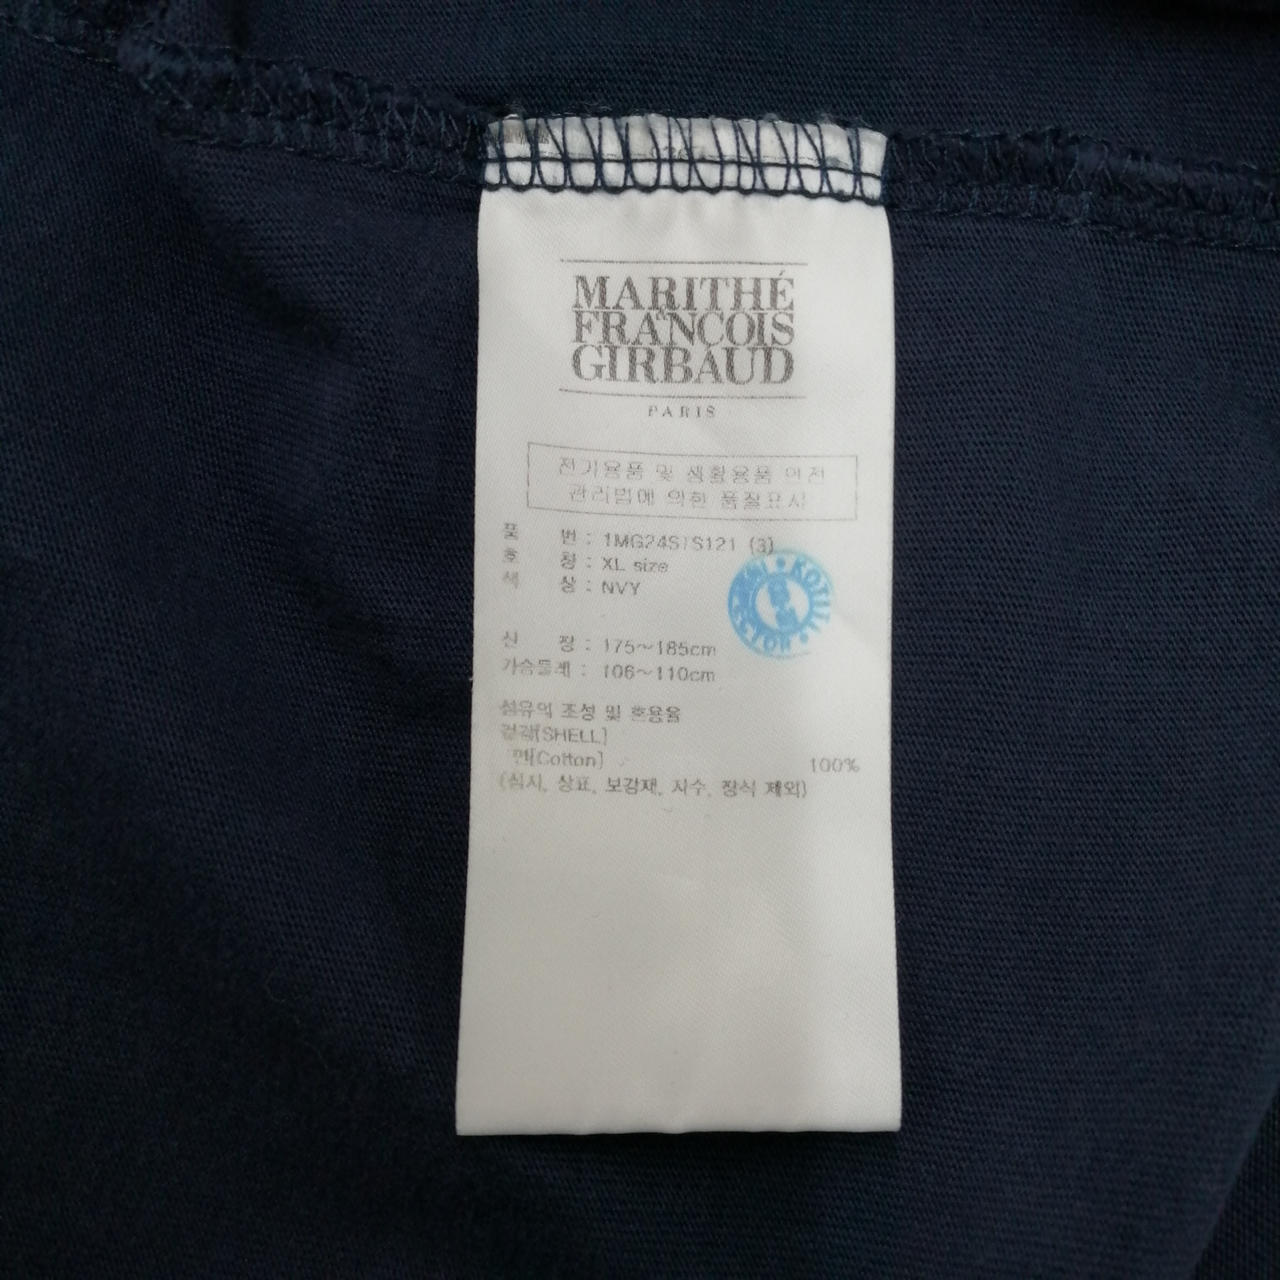 MARITHÉ
FRANÇOIS
GIRBAUD
PARIS
전기용품 및 생활용품 안전
관리법에 의한 품질표시
품 번 : 1MG24STS121 (3)
호 칭 : XL size
색 상 : NVY
KOTITI
신 장 : 175~185cm
가슴둘레 : 106~110cm
섬유의 조성 및 혼용율
겉감[SHELL]
면[Cotton] 100%
(심지, 상표, 보강재, 자수, 장식 제외)